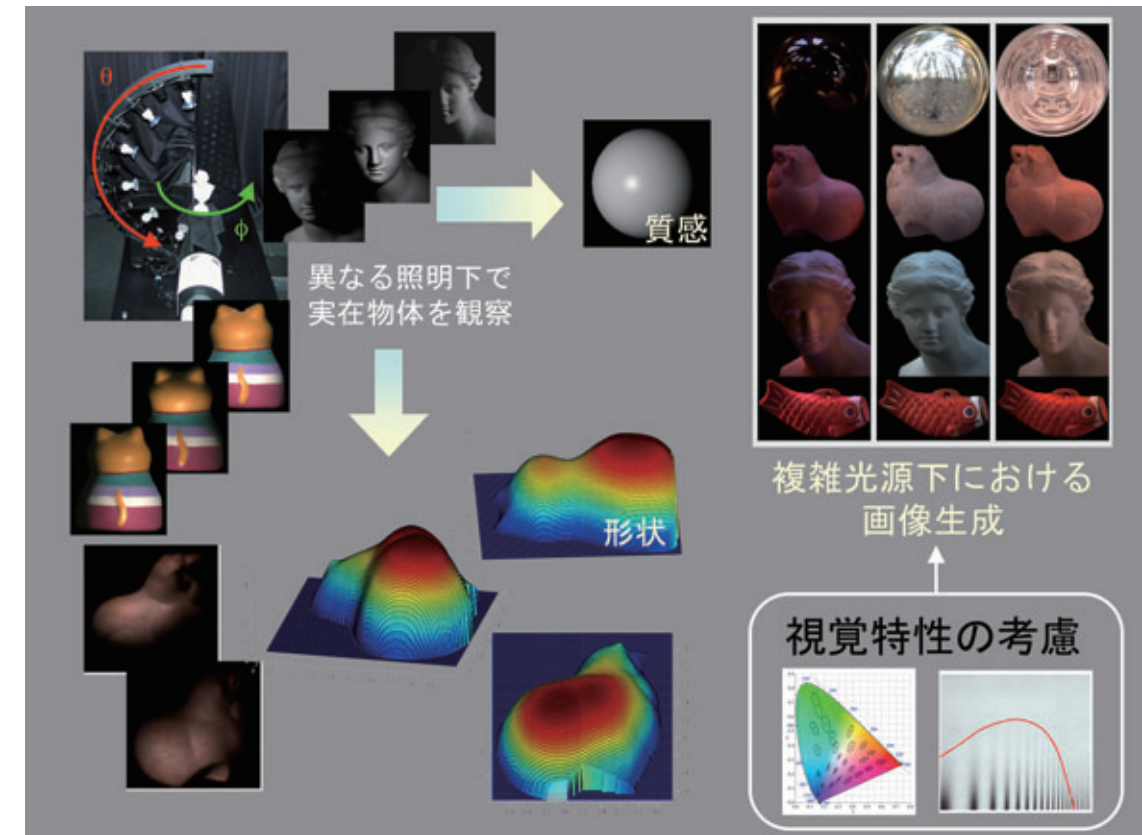 θ
φ
質感
異なる照明下で
実在物体を観察
形状
複雑光源下における
画像生成
視覚特性の考慮